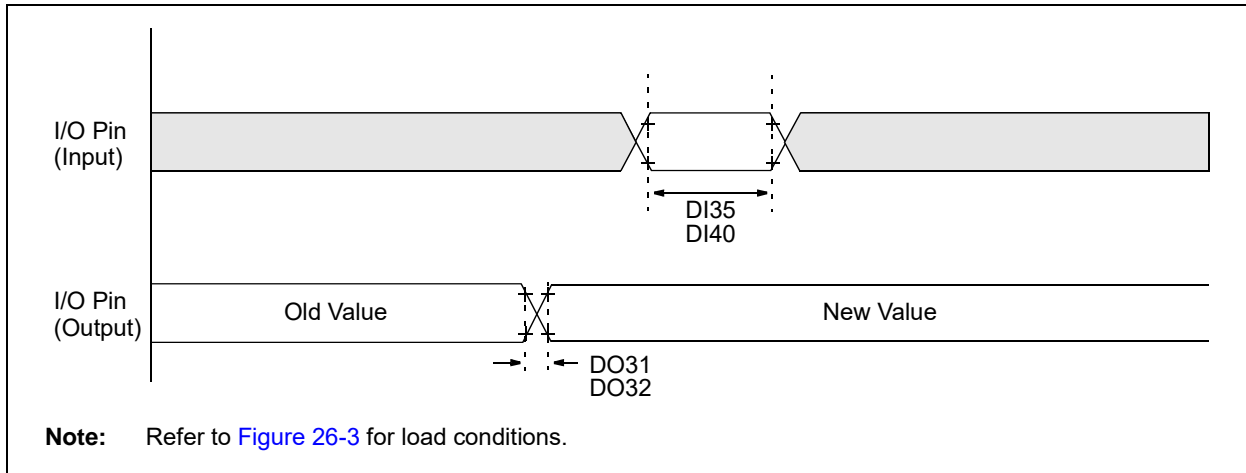 I/O Pin
(Input)
DI35
DI40
I/O Pin
(Output)
Old Value
New Value
DO31
DO32
Note: Refer to Figure 26-3 for load conditions.